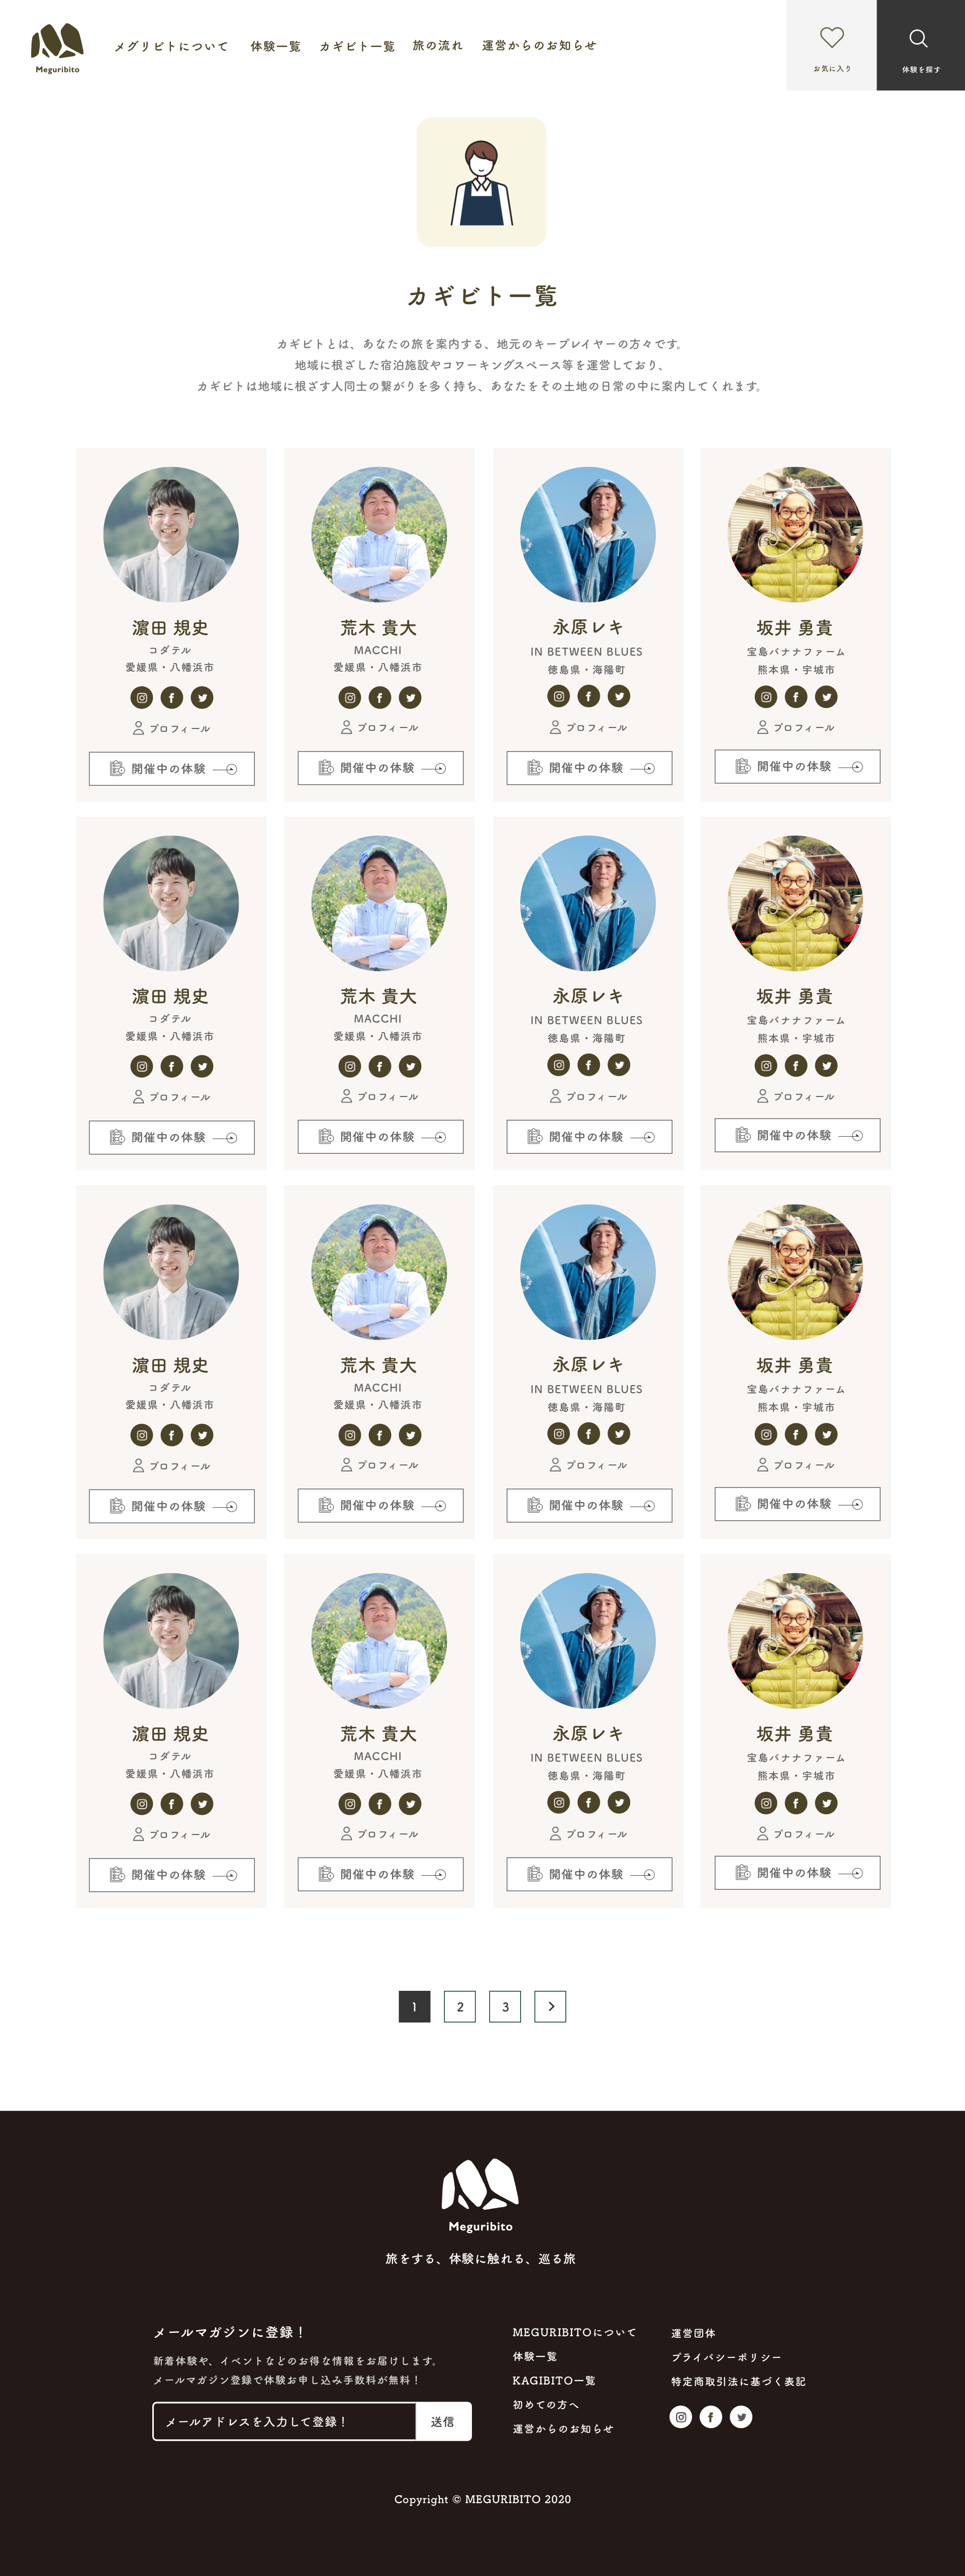 Meguribito
メグリビトについて
体験一覧
カギビト一覧
旅の流れ
運営からのお知らせ
お気に入り
体験を探す
カギビト一覧
カギビトとは、あなたの旅を案内する、地元のキープレイヤーの方々です。
地域に根ざした宿泊施設やコワーキングスペース等を運営しており、
カギビトは地域に根ざす人同士の繋がりを多く持ち、あなたをその土地の日常の中に案内してくれます。
濵田 規史
コダテル
愛媛県・八幡浜市
プロフィール
開催中の体験
荒木 貴大
MACCHI
愛媛県・八幡浜市
プロフィール
開催中の体験
永原レキ
IN BETWEEN BLUES
徳島県・海陽町
プロフィール
開催中の体験
坂井 勇貴
宝島バナナファーム
熊本県・宇城市
プロフィール
開催中の体験
濵田 規史
コダテル
愛媛県・八幡浜市
プロフィール
開催中の体験
荒木 貴大
MACCHI
愛媛県・八幡浜市
プロフィール
開催中の体験
永原レキ
IN BETWEEN BLUES
徳島県・海陽町
プロフィール
開催中の体験
坂井 勇貴
宝島バナナファーム
熊本県・宇城市
プロフィール
開催中の体験
濵田 規史
コダテル
愛媛県・八幡浜市
プロフィール
開催中の体験
荒木 貴大
MACCHI
愛媛県・八幡浜市
プロフィール
開催中の体験
永原レキ
IN BETWEEN BLUES
徳島県・海陽町
プロフィール
開催中の体験
坂井 勇貴
宝島バナナファーム
熊本県・宇城市
プロフィール
開催中の体験
濵田 規史
コダテル
愛媛県・八幡浜市
プロフィール
開催中の体験
荒木 貴大
MACCHI
愛媛県・八幡浜市
プロフィール
開催中の体験
永原レキ
IN BETWEEN BLUES
徳島県・海陽町
プロフィール
開催中の体験
坂井 勇貴
宝島バナナファーム
熊本県・宇城市
プロフィール
開催中の体験
1
2
3
Meguribito
旅をする、体験に触れる、巡る旅
メールマガジンに登録！
新着体験や、イベントなどのお得な情報をお届けします。
メールマガジン登録で体験お申し込み手数料が無料！
メールアドレスを入力して登録！
送信
MEGURIBITOについて
体験一覧
KAGIBITO一覧
初めての方へ
運営からのお知らせ
運営団体
プライバシーポリシー
特定商取引法に基づく表記
Copyright © MEGURIBITO 2020